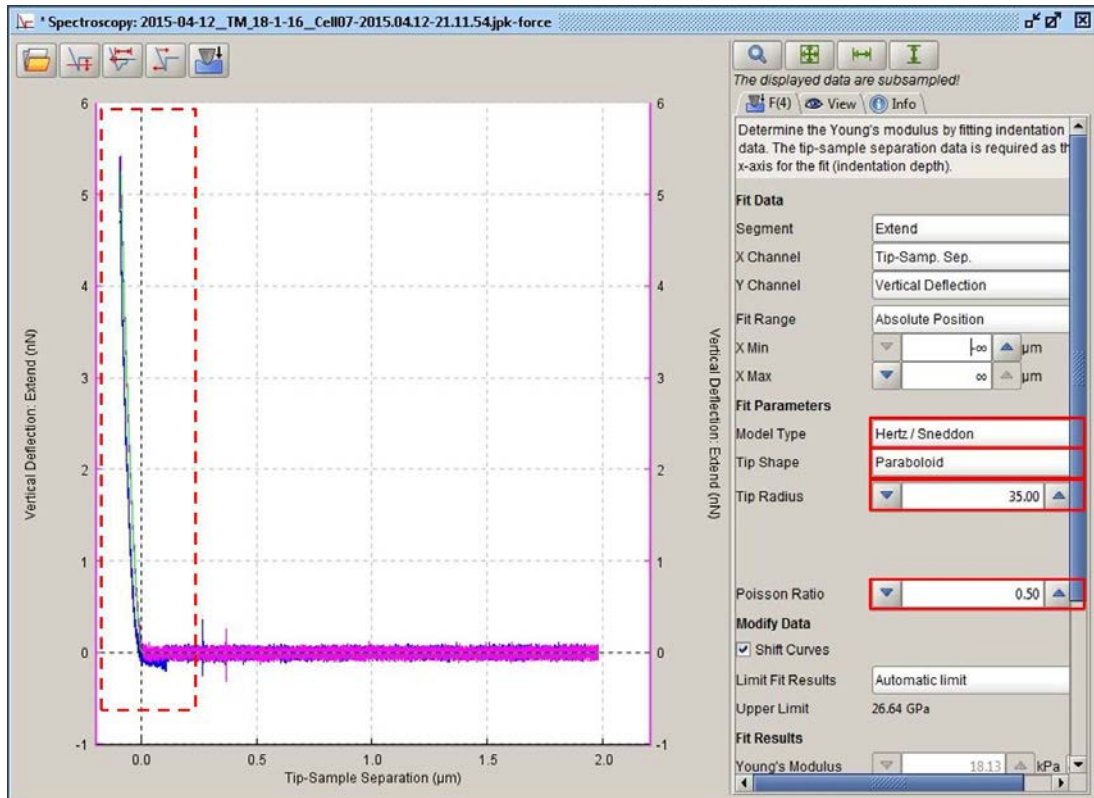 ' Spectroscopy: 2015-04-12__TM_18-1-16__Cell07-2015.04.12-21.11.54.jpk-force
The displayed data are subsampled!
F(4) View Info
Determine the Young's modulus by fitting indentation
data. The tip-sample separation data is required as th
x-axis for the fit (indentation depth).
Fit Data
Segment Extend
X Channel Tip-Samp. Sep.
Y Channel Vertical Deflection
Fit Range Absolute Position
X Min -∞ µm
X Max ∞ µm
Fit Parameters
Model Type Hertz / Sneddon
Tip Shape Paraboloid
Tip Radius 35.00
Poisson Ratio 0.50
Modify Data
Shift Curves
Limit Fit Results Automatic limit
Upper Limit 26.64 GPa
Fit Results
Young's Modulus 18.13 kPa
Vertical Deflection: Extend (nN)
6 6
5 5
4 4
3 3
2 2
1 1
0 0
-1 -1
Vertical Deflection: Extend (nN)
0.0 0.5 1.0 1.5 2.0
Tip-Sample Separation (µm)